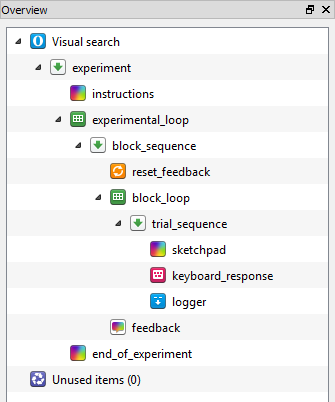 Overview
Visual search
experiment
instructions
experimental_loop
block_sequence
reset_feedback
block_loop
trial_sequence
sketchpad
keyboard_response
logger
feedback
end_of_experiment
Unused items (0)